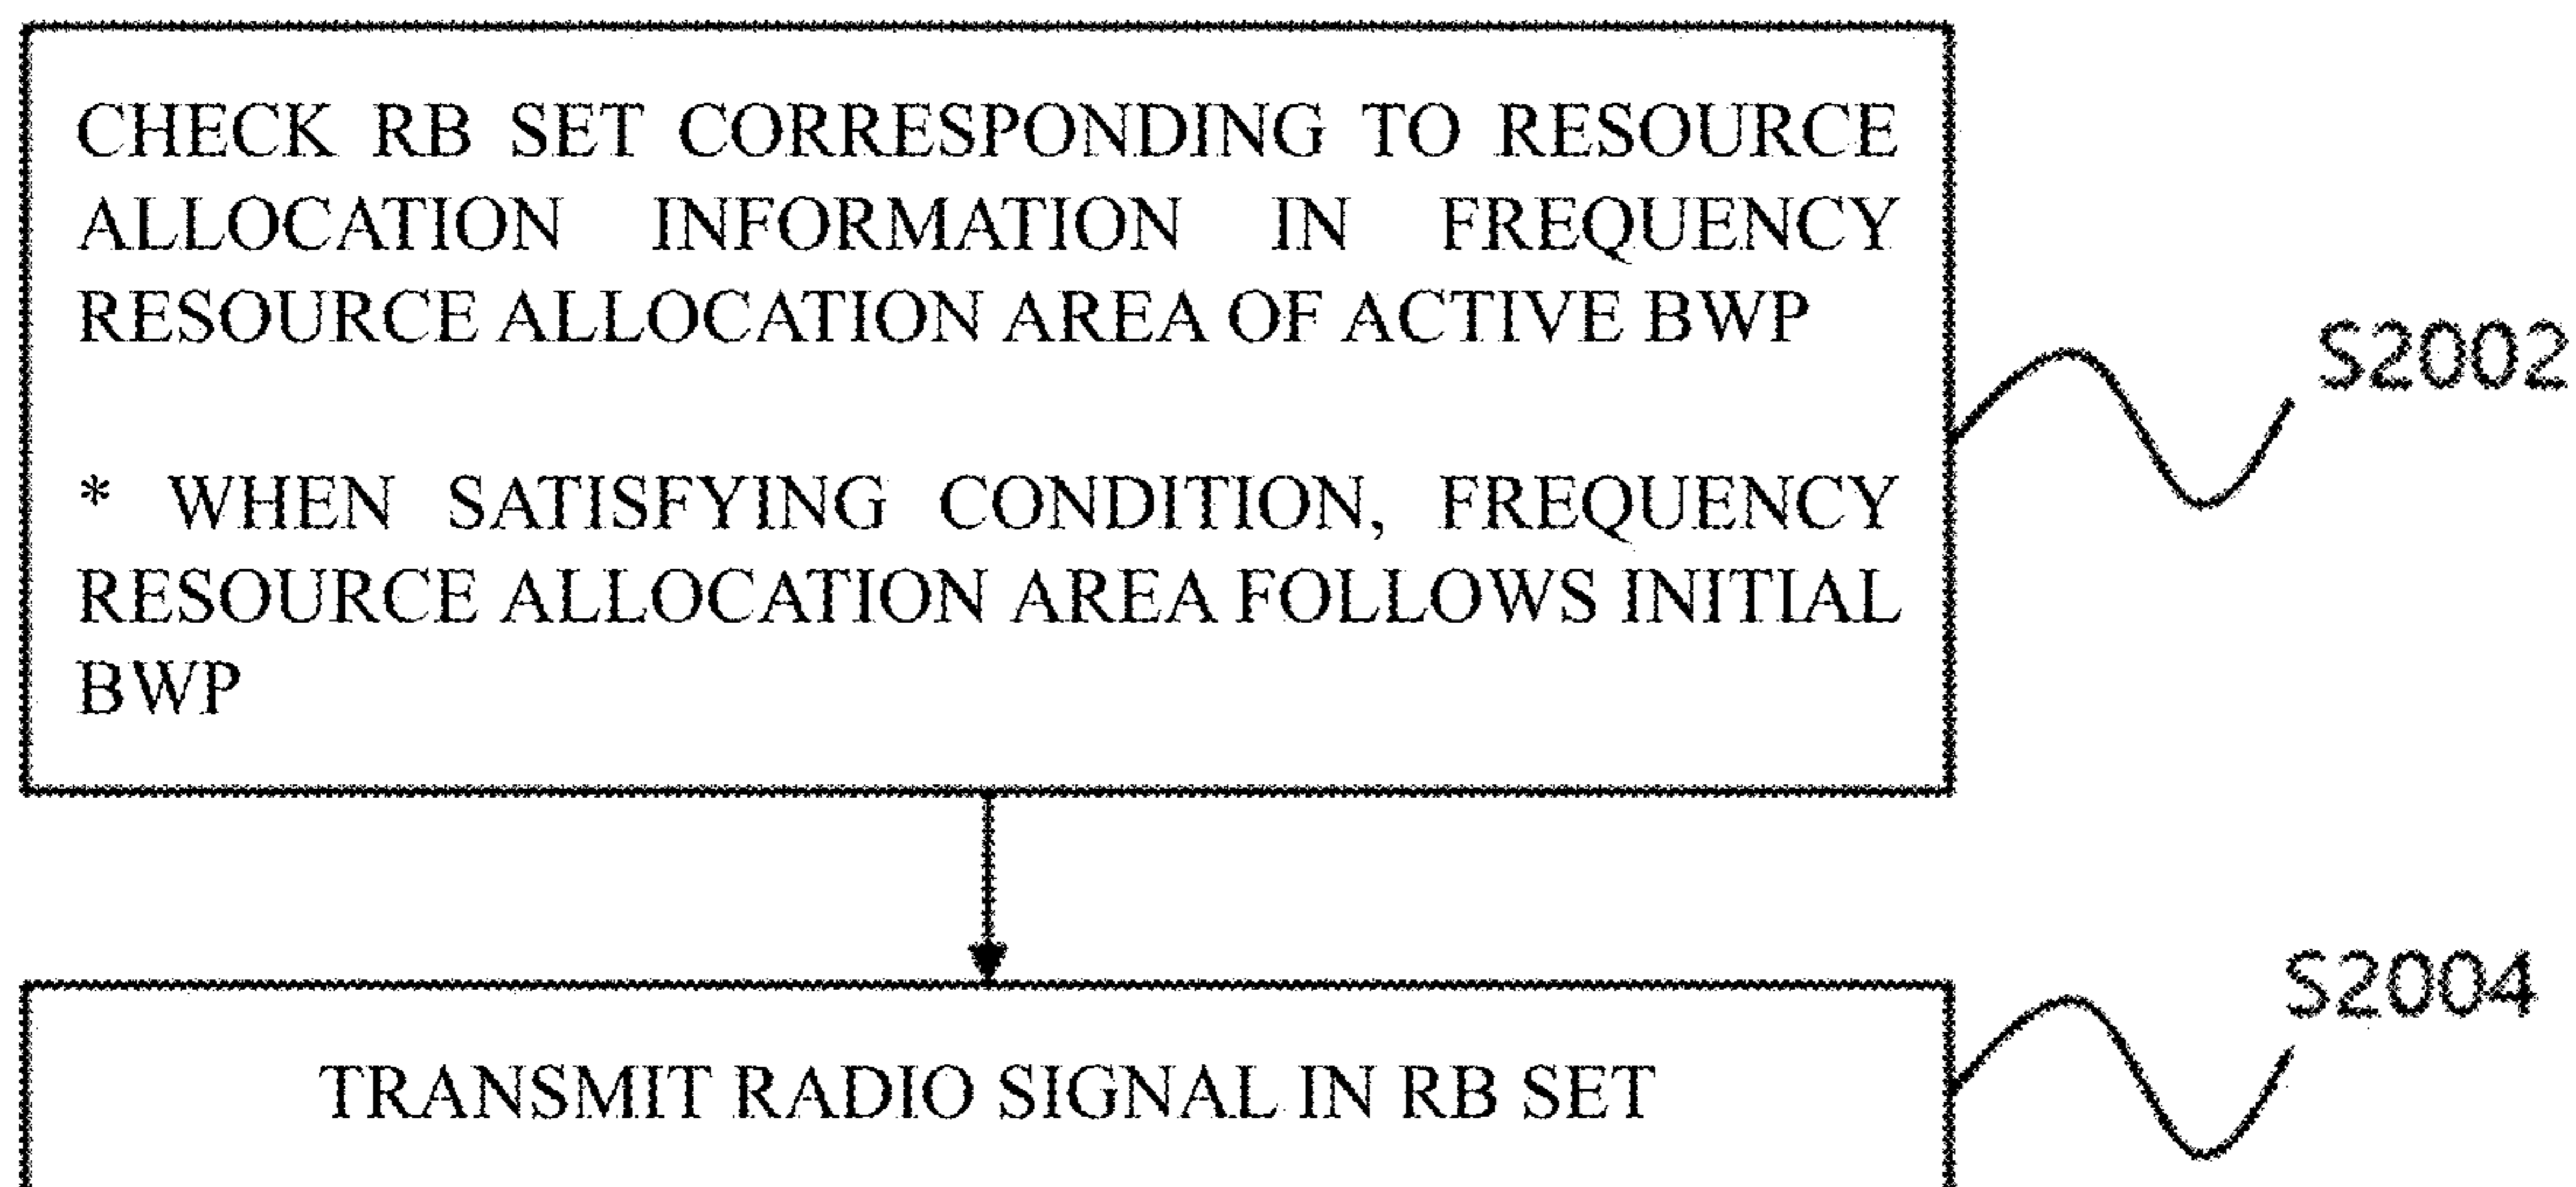 CHECK RB SET CORRESPONDING TO RESOURCE
ALLOCATION INFORMATION IN FREQUENCY
RESOURCE ALLOCATION AREA OF ACTIVE BWP
S2002
* WHEN SATISFYING CONDITION, FREQUENCY
RESOURCE ALLOCATION AREA FOLLOWS INITIAL
BWP
S2004
TRANSMIT RADIO SIGNAL IN RB SET